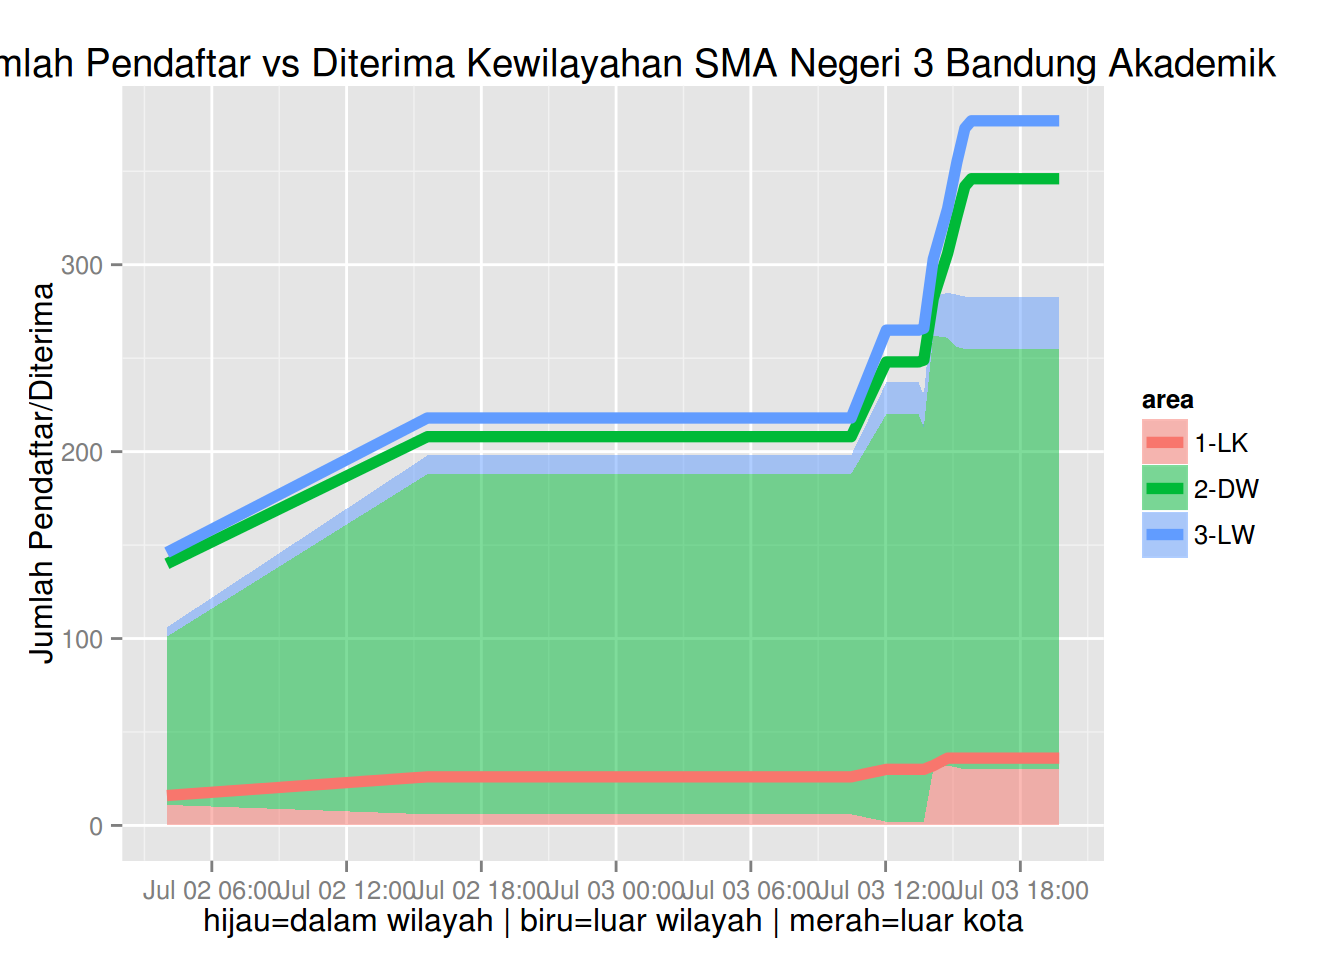 mlah Pendaftar vs Diterima Kewilayahan SMA Negeri 3 Bandung Akademik
Jumlah Pendaftar/Diterima
300
200
100
0
Jul 02 06:00
Jul 02 12:00
Jul 02 18:00
Jul 03 00:00
Jul 03 06:00
Jul 03 12:00
Jul 03 18:00
hijau=dalam wilayah | biru=luar wilayah | merah=luar kota
area
1-LK
2-DW
3-LW